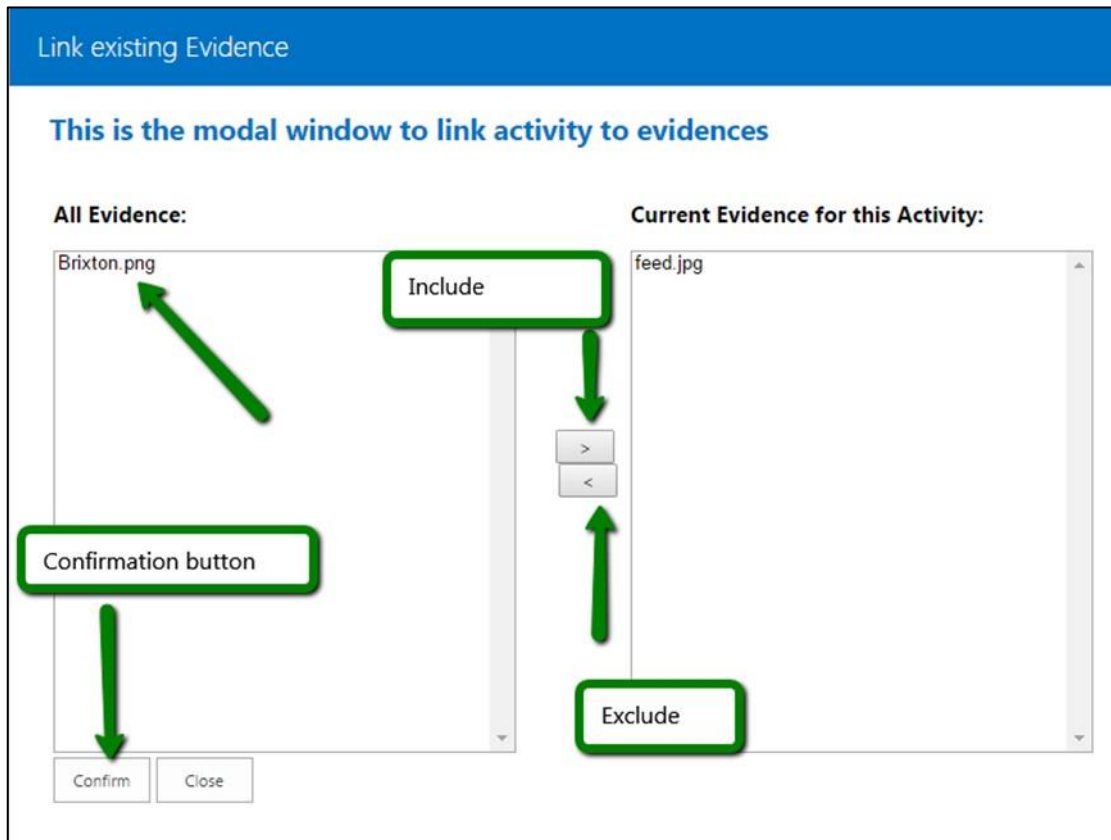 Link existing Evidence
This is the modal window to link activity to evidences
All Evidence:
Current Evidence for this Activity:
Brixton.png
feed.jpg
Include
>
<
Confirmation button
Exclude
Confirm
Close